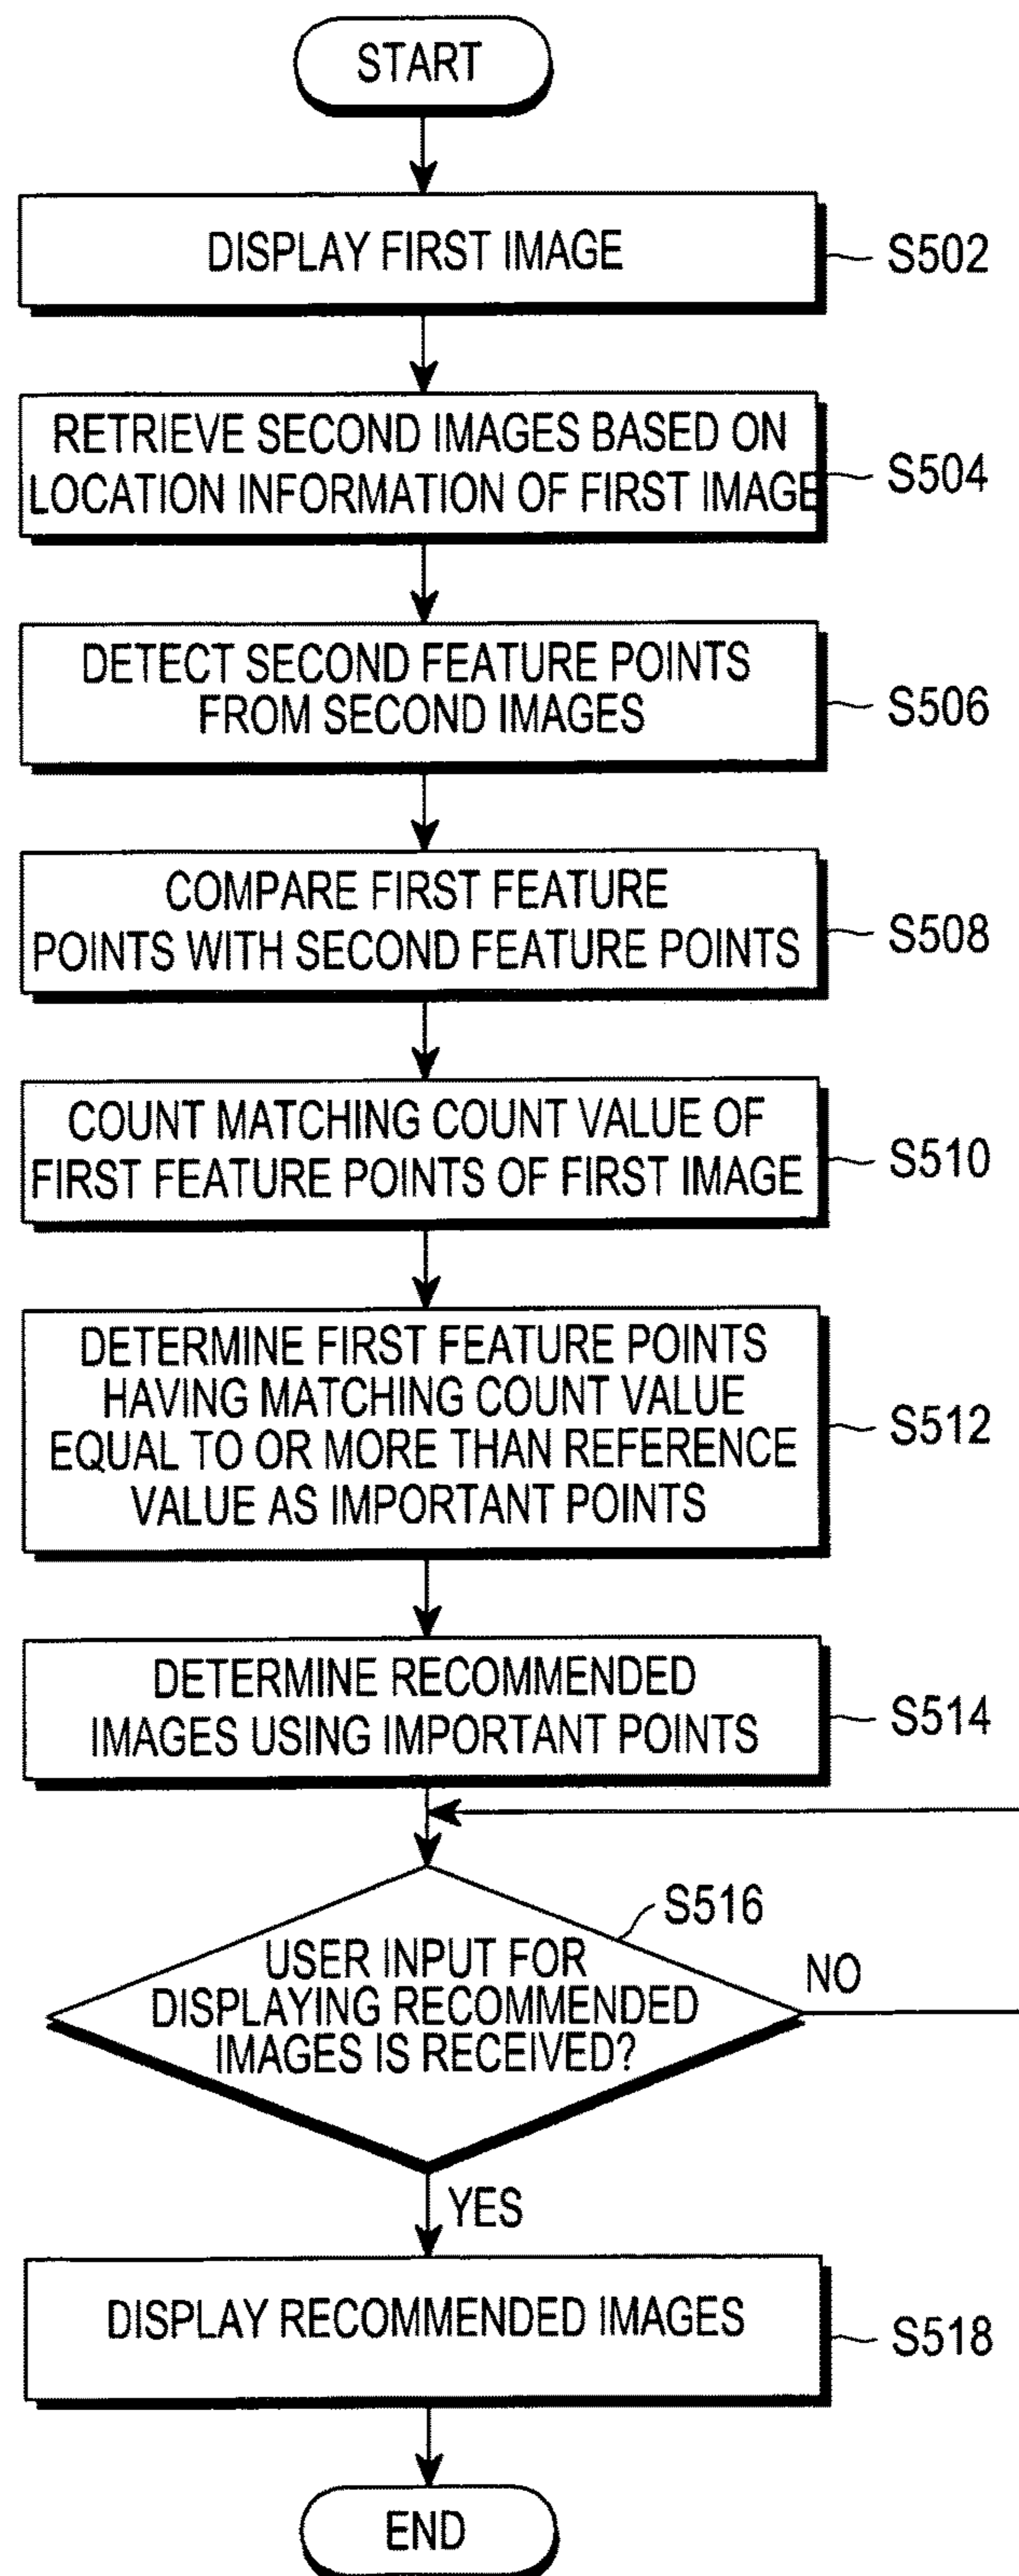 START
DISPLAY FIRST IMAGE
S502
RETRIEVE SECOND IMAGES BASED ON
LOCATION INFORMATION OF FIRST IMAGE
S504
DETECT SECOND FEATURE POINTS
FROM SECOND IMAGES
S506
COMPARE FIRST FEATURE
POINTS WITH SECOND FEATURE POINTS
S508
COUNT MATCHING COUNT VALUE OF
FIRST FEATURE POINTS OF FIRST IMAGE
S510
DETERMINE FIRST FEATURE POINTS
HAVING MATCHING COUNT VALUE
EQUAL TO OR MORE THAN REFERENCE
VALUE AS IMPORTANT POINTS
S512
DETERMINE RECOMMENDED
IMAGES USING IMPORTANT POINTS
S514
S516
USER INPUT FOR
DISPLAYING RECOMMENDED
IMAGES IS RECEIVED?
NO
YES
DISPLAY RECOMMENDED IMAGES
S518
END